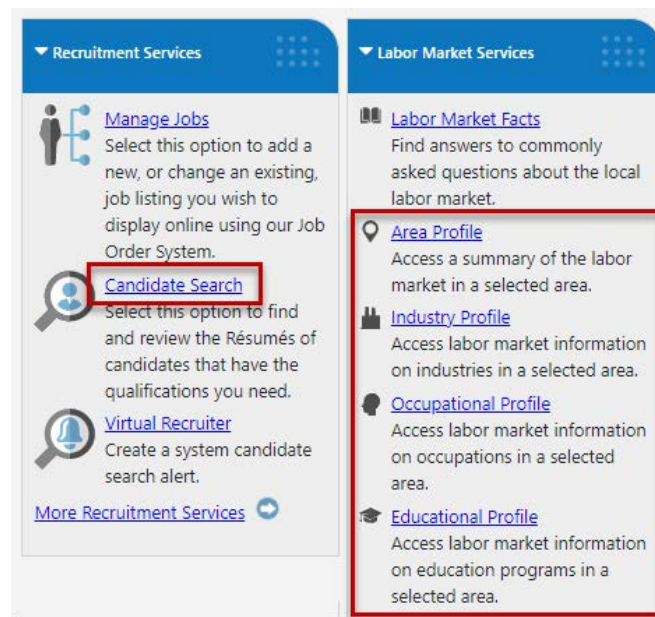 Recruitment Services
Manage Jobs
Select this option to add a
new, or change an existing,
job listing you wish to
display online using our Job
Order System.
Candidate Search
Select this option to find
and review the Résumés of
candidates that have the
qualifications you need.
Virtual Recruiter
Create a system candidate
search alert.
More Recruitment Services
Labor Market Services
Labor Market Facts
Find answers to commonly
asked questions about the local
labor market.
Area Profile
Access a summary of the labor
market in a selected area.
Industry Profile
Access labor market information
on industries in a selected area.
Occupational Profile
Access labor market information
on occupations in a selected
area.
Educational Profile
Access labor market information
on education programs in a
selected area.